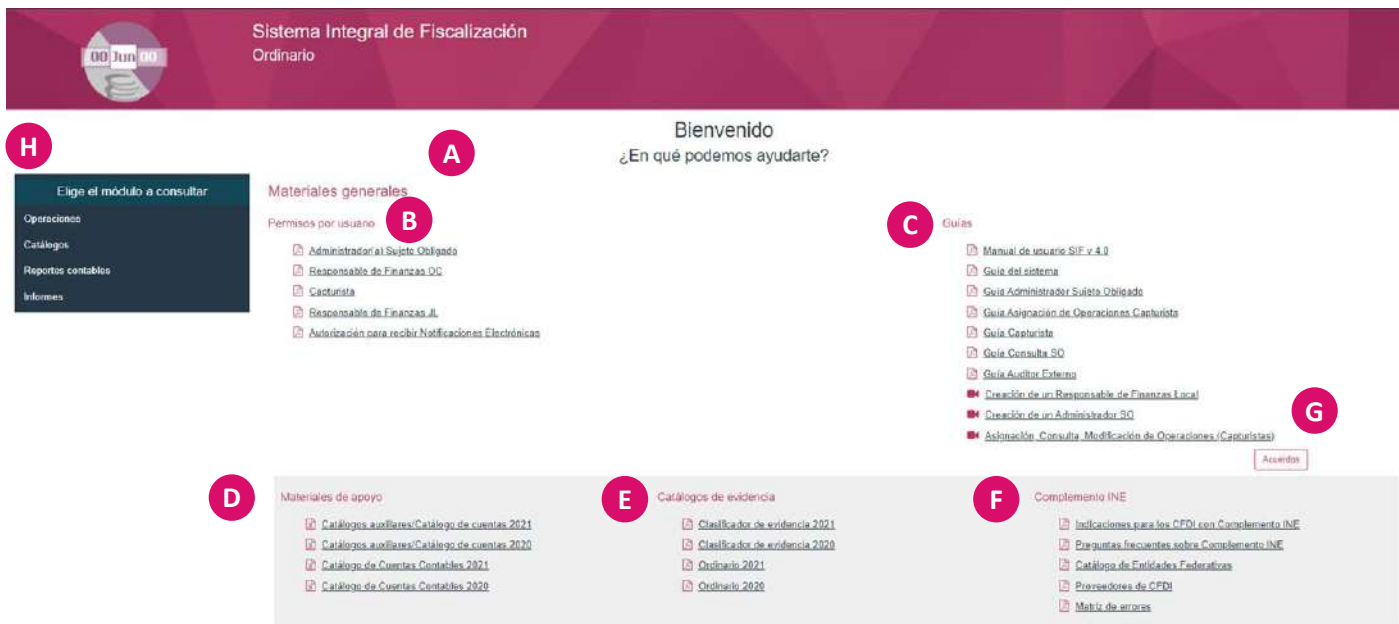 Sistema Integral de Fiscalización
Ordinario
00 Jun 00
Bienvenido
¿En qué podemos ayudarte?
H
A
Elige el módulo a consultar
Operaciones
Catálogos
Reportes contables
Informes
Materiales generales
Permisos por usuario
B
Administrador al Sujeto Obligado
Responsable de Finanzas OC
Capturista
Responsable de Finanzas JL
Autorización para recibir Notificaciones Electrónicas
C
Guías
Manual de usuario SIF v 4.0
Guía del sistema
Guía Administrador Sujeto Obligado
Guía Asignación de Operaciones Capturista
Guía Capturista
Guía Consulta SO
Guía Auditor Externo
Creación de un Responsable de Finanzas Local
Creación de un Administrador SO
Asignación, Consulta, Modificación de Operaciones (Capturistas)
G
Acuerdos
D
Materiales de apoyo
Catálogos auxiliares/Catálogo de cuentas 2021
Catálogos auxiliares/Catálogo de cuentas 2020
Catálogo de Cuentas Contables 2021
Catálogo de Cuentas Contables 2020
E
Catálogos de evidencia
Clasificador de evidencia 2021
Clasificador de evidencia 2020
Ordinario 2021
Ordinario 2020
F
Complemento INE
Indicaciones para los CFDI con Complemento INE
Preguntas frecuentes sobre Complemento INE
Catálogo de Entidades Federativas
Proveedores de CFDI
Matriz de errores